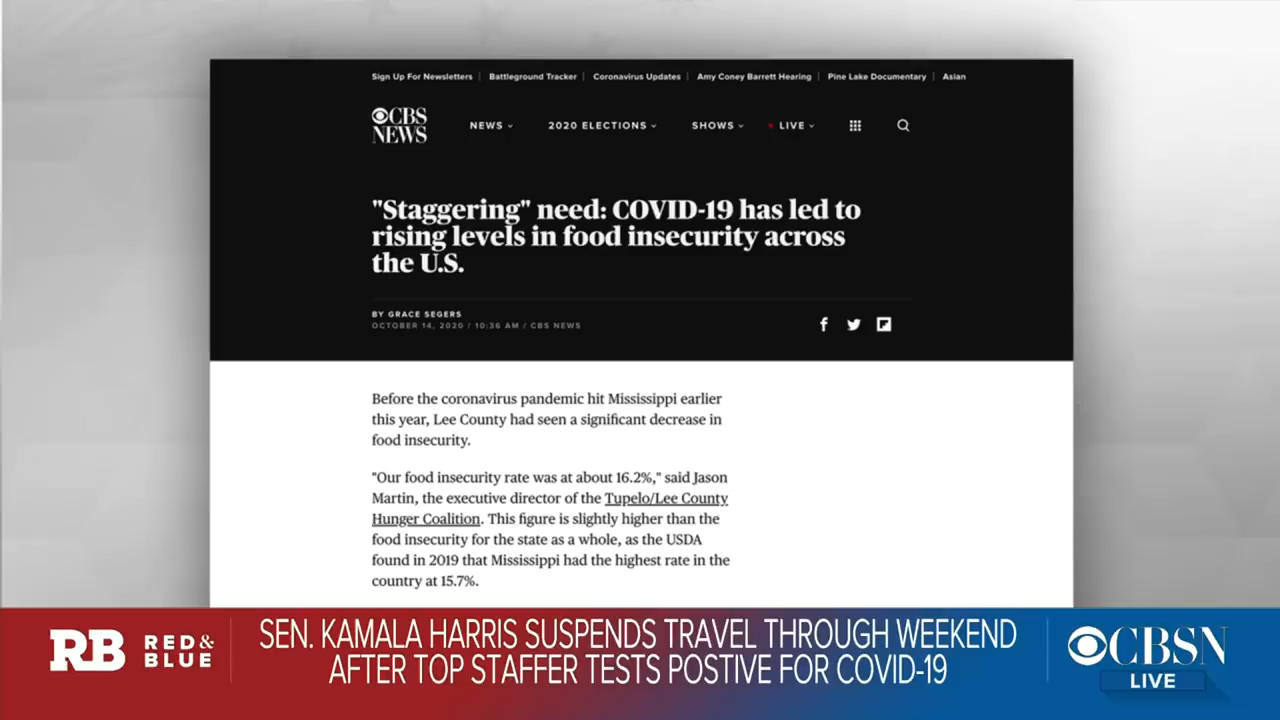 Sign Up For Newsletters | Battleground Tracker | Coronavirus Updates | Amy Coney Barrett Hearing | Pine Lake Documentary | Asian
CBS NEWS
NEWS 2020 ELECTIONS SHOWS LIVE
"Staggering" need: COVID-19 has led to
rising levels in food insecurity across
the U.S.
BY GRACE SEGERS
OCTOBER 14, 2020 / 10:36 AM / CBS NEWS
Before the coronavirus pandemic hit Mississippi earlier
this year, Lee County had seen a significant decrease in
food insecurity.
"Our food insecurity rate was at about 16.2%," said Jason
Martin, the executive director of the Tupelo/Lee County
Hunger Coalition. This figure is slightly higher than the
food insecurity for the state as a whole, as the USDA
found in 2019 that Mississippi had the highest rate in the
country at 15.7%.
RB RED & BLUE
SEN. KAMALA HARRIS SUSPENDS TRAVEL THROUGH WEEKEND
AFTER TOP STAFFER TESTS POSTIVE FOR COVID-19
CBSN
LIVE